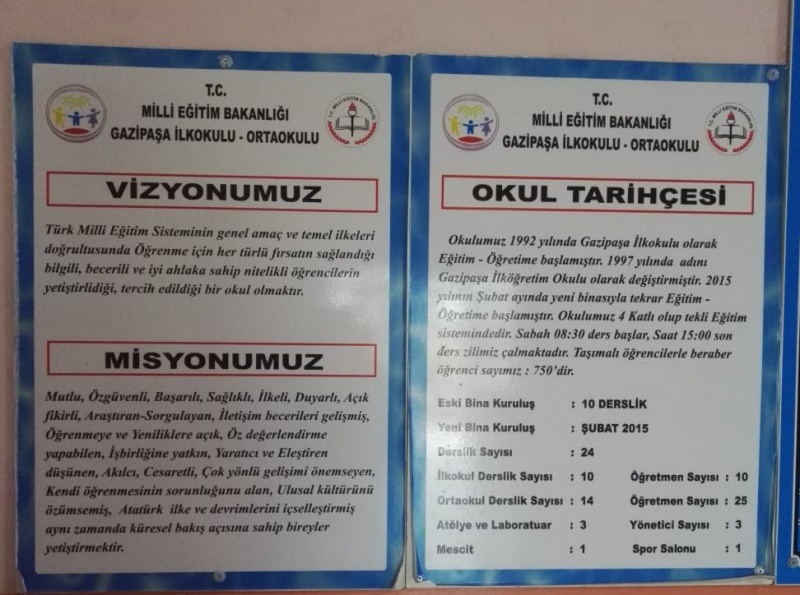 T.C.
MİLLİ EĞİTİM BAKANLIĞI
GAZİPAŞA İLKOKULU - ORTAOKULU
VİZYONUMUZ
Türk Milli Eğitim Sisteminin genel amaç ve temel ilkeleri
doğrultusunda Öğrenme için her türlü fırsatın sağlandığı
bilgili, becerili ve iyi ahlaka sahip nitelikli öğrencilerin
yetiştirildiği, tercih edildiği bir okul olmaktır.
MİSYONUMUZ
Mutlu, Özgüvenli, Başarılı, Sağlıklı, İlkeli, Duyarlı, Açık
fikirli, Araştıran-Sorgulayan, İletişim becerileri gelişmiş,
Öğrenmeye ve Yeniliklere açık, Öz değerlendirme
yapabilen, İşbirliğine yatkın, Yaratıcı ve Eleştiren
düşünen, Akılcı, Cesaretli, Çok yönlü gelişimi önemseyen,
Kendi öğrenmesinin sorunluğunu alan, Ulusal kültürünü
özümsemiş, Atatürk ilke ve devrimlerini içselleştirmiş
aynı zamanda küresel bakış açısına sahip bireyler
yetiştirmektir.
T.C.
MİLLİ EĞİTİM BAKANLIĞI
GAZİPAŞA İLKOKULU - ORTAOKULU
OKUL TARİHÇESİ
Okulumuz 1992 yılında Gazipaşa İlkokulu olarak
Eğitim - Öğretime başlamıştır. 1997 yılında adını
Gazipaşa İlköğretim Okulu olarak değiştirmiştir. 2015
yılının Şubat ayında yeni binasıyla tekrar Eğitim -
Öğretime başlamıştır. Okulumuz 4 Katlı olup tekli Eğitim
sistemindedir. Sabah 08:30 ders başlar, Saat 15:00 son
ders zilimiz çalmaktadır. Taşımalı öğrencilerle beraber
öğrenci sayımız : 750'dir.
Eski Bina Kuruluş : 10 DERSLİK
Yeni Bina Kuruluş : ŞUBAT 2015
Derslik Sayısı : 24
İlkokul Derslik Sayısı : 10 Öğretmen Sayısı : 10
Ortaokul Derslik Sayısı : 14 Öğretmen Sayısı : 25
Atölye ve Laboratuar : 3 Yönetici Sayısı : 3
Mescit : 1 Spor Salonu : 1